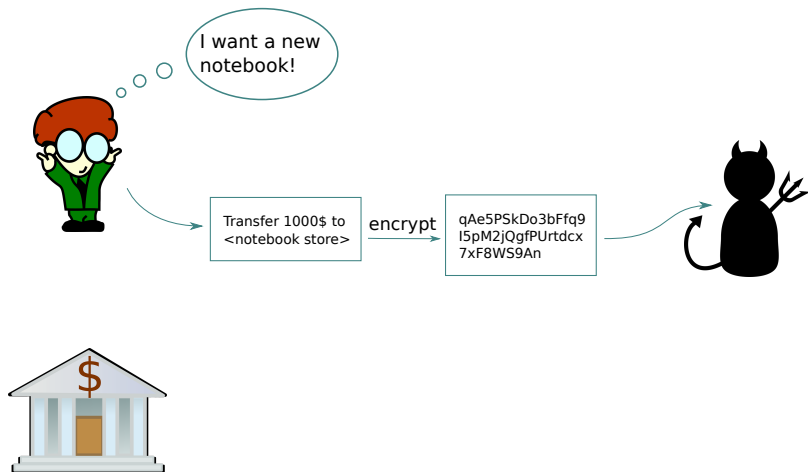 I want a new
notebook!
Transfer 1000$ to
<notebook store>
encrypt
qAe5PSkDo3bFfq9
I5pM2jQgfPUrtdcx
7xF8WS9An
$